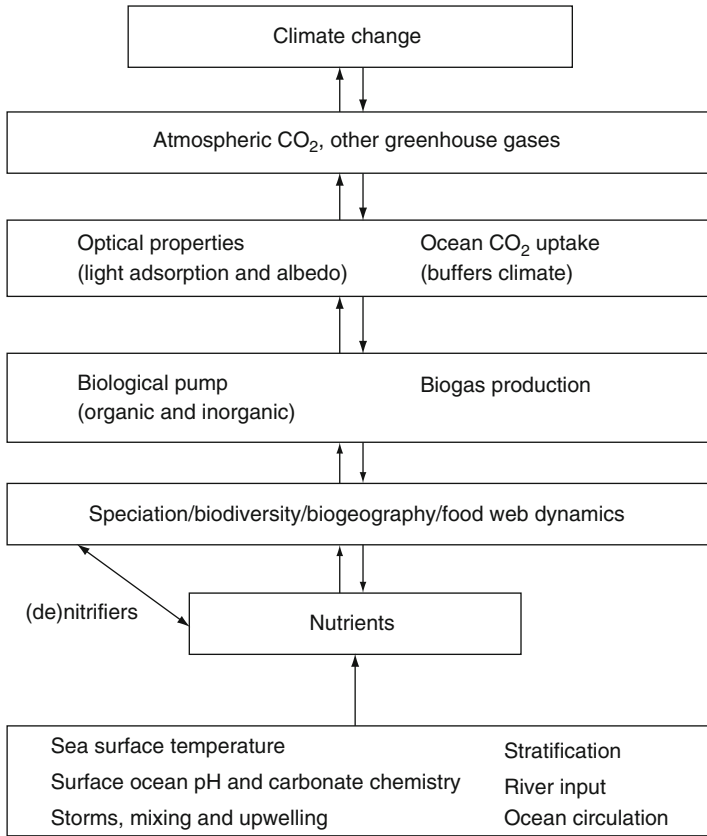 Climate change
Atmospheric CO₂, other greenhouse gases
Optical properties
(light adsorption and albedo)
Ocean CO₂ uptake
(buffers climate)
Biological pump
(organic and inorganic)
Biogas production
Speciation/biodiversity/biogeography/food web dynamics
(de)nitrifiers
Nutrients
Sea surface temperature
Surface ocean pH and carbonate chemistry
Storms, mixing and upwelling
Stratification
River input
Ocean circulation